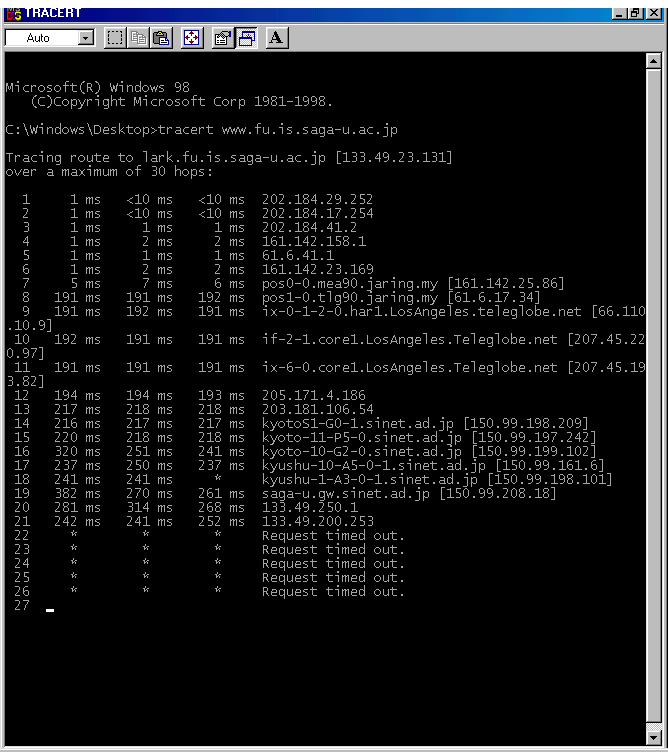 TRACERT
Auto
A
Microsoft(R) Windows 98
(C)Copyright Microsoft Corp 1981-1998.
C:\Windows\Desktop>tracert www.fu.is.saga-u.ac.jp
Tracing route to lark.fu.is.saga-u.ac.jp [133.49.23.131]
over a maximum of 30 hops:
1 1 ms <10 ms <10 ms 202.184.29.252
2 1 ms <10 ms <10 ms 202.184.17.254
3 1 ms 1 ms 1 ms 202.184.41.2
4 1 ms 2 ms 2 ms 161.142.158.1
5 1 ms 1 ms 1 ms 61.6.41.1
6 1 ms 2 ms 2 ms 161.142.23.169
7 5 ms 7 ms 6 ms pos0-0.mea90.jaring.my [161.142.25.86]
8 191 ms 191 ms 192 ms pos1-0.tlg90.jaring.my [61.6.17.34]
9 191 ms 192 ms 191 ms ix-0-1-2-0.har1.LosAngeles.teleglobe.net [66.110
.10.9]
10 192 ms 191 ms 191 ms if-2-1.core1.LosAngeles.Teleglobe.net [207.45.22
0.97]
11 191 ms 191 ms 191 ms ix-6-0.core1.LosAngeles.Teleglobe.net [207.45.19
3.82]
12 194 ms 194 ms 193 ms 205.171.4.186
13 217 ms 218 ms 218 ms 203.181.106.54
14 216 ms 217 ms 217 ms kyotoS1-G0-1.sinet.ad.jp [150.99.198.209]
15 220 ms 218 ms 218 ms kyoto-11-P5-0.sinet.ad.jp [150.99.197.242]
16 320 ms 251 ms 241 ms kyoto-10-G2-0.sinet.ad.jp [150.99.199.102]
17 237 ms 250 ms 237 ms kyushu-10-A5-0-1.sinet.ad.jp [150.99.161.6]
18 241 ms 241 ms * kyushu-1-A3-0-1.sinet.ad.jp [150.99.198.101]
19 382 ms 270 ms 261 ms saga-u.gw.sinet.ad.jp [150.99.208.18]
20 281 ms 314 ms 268 ms 133.49.250.1
21 242 ms 241 ms 252 ms 133.49.200.253
22 * * * Request timed out.
23 * * * Request timed out.
24 * * * Request timed out.
25 * * * Request timed out.
26 * * * Request timed out.
27